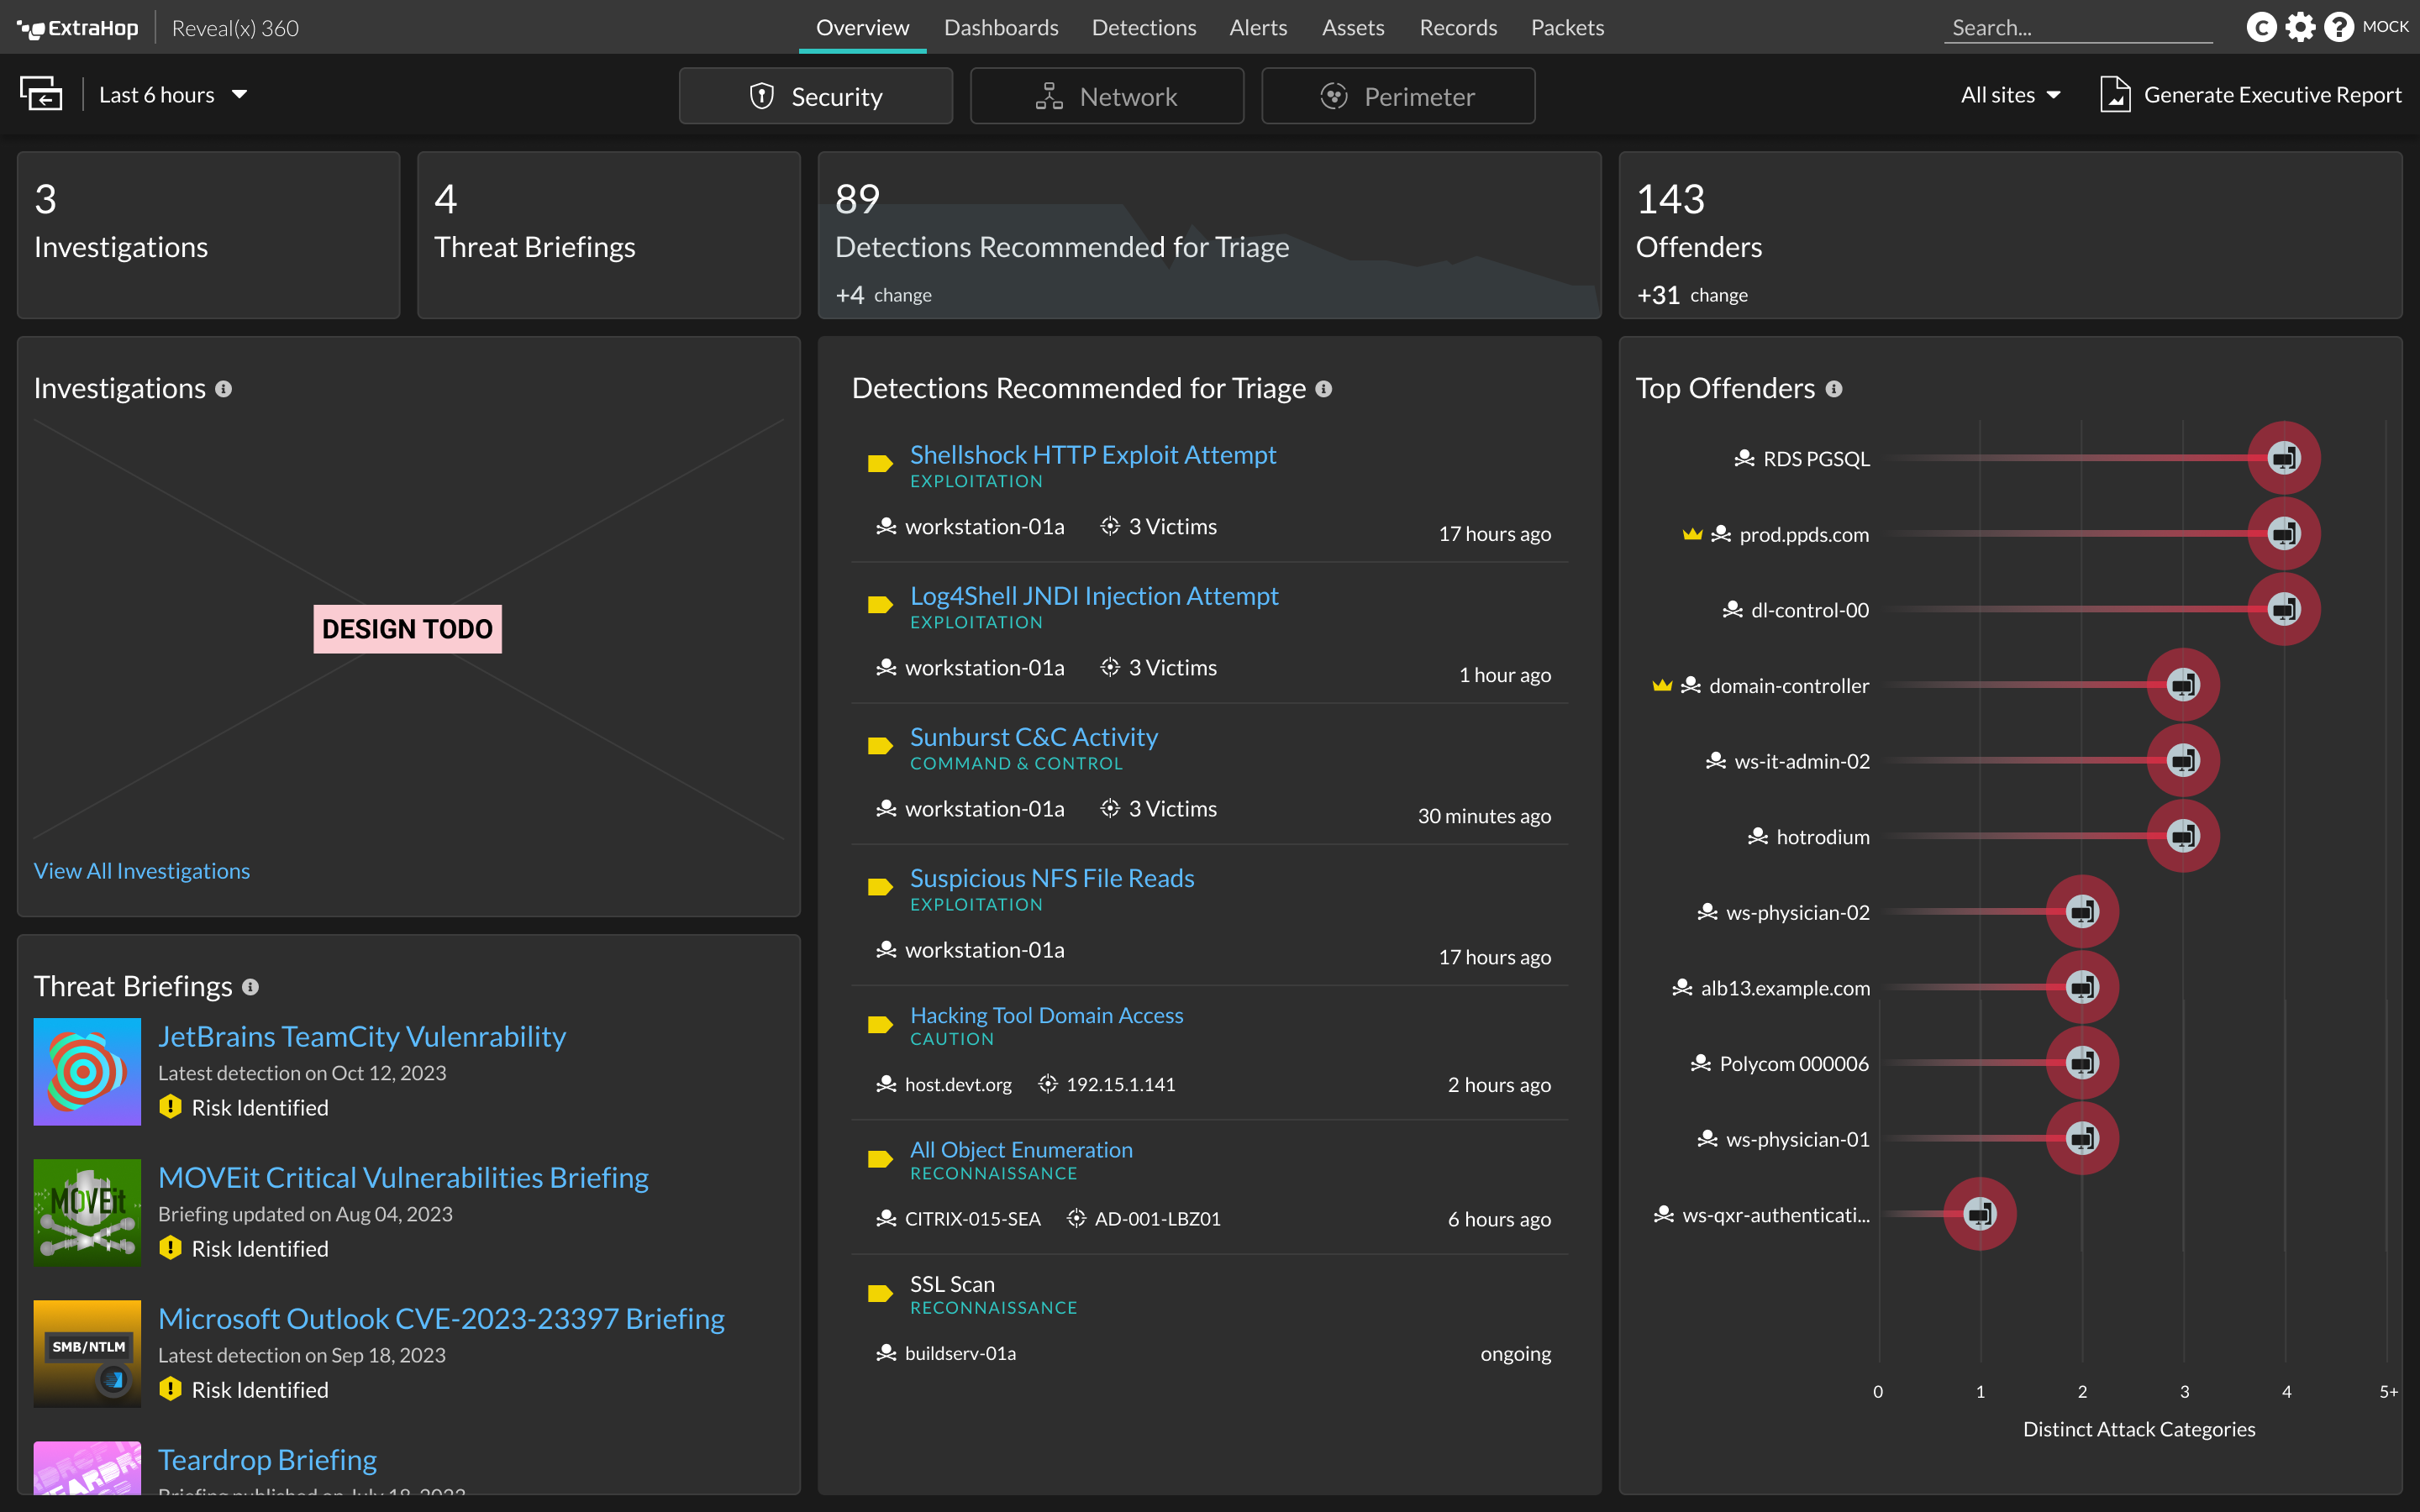 ExtraHop Reveal(x) 360
Overview Dashboards Detections Alerts Assets Records Packets
Search...
MOCK
Last 6 hours
Security
Network
Perimeter
All sites
Generate Executive Report
3
Investigations
4
Threat Briefings
89
Detections Recommended for Triage
+4 change
143
Offenders
+31 change
Investigations
DESIGN TODO
View All Investigations
Threat Briefings
JetBrains TeamCity Vulenrability
Latest detection on Oct 12, 2023
Risk Identified
MOVEit
MOVEit Critical Vulnerabilities Briefing
Briefing updated on Aug 04, 2023
Risk Identified
SMB/NTLM
Microsoft Outlook CVE-2023-23397 Briefing
Latest detection on Sep 18, 2023
Risk Identified
Teardrop Briefing
Briefing published on July 18, 2023
Detections Recommended for Triage
Shellshock HTTP Exploit Attempt
EXPLOITATION
workstation-01a 3 Victims 17 hours ago
Log4Shell JNDI Injection Attempt
EXPLOITATION
workstation-01a 3 Victims 1 hour ago
Sunburst C&C Activity
COMMAND & CONTROL
workstation-01a 3 Victims 30 minutes ago
Suspicious NFS File Reads
EXPLOITATION
workstation-01a 17 hours ago
Hacking Tool Domain Access
CAUTION
host.devt.org 192.15.1.141 2 hours ago
All Object Enumeration
RECONNAISSANCE
CITRIX-015-SEA AD-001-LBZ01 6 hours ago
SSL Scan
RECONNAISSANCE
buildserv-01a ongoing
Top Offenders
RDS PGSQL
prod.ppds.com
dl-control-00
domain-controller
ws-it-admin-02
hotrodium
ws-physician-02
alb13.example.com
Polycom 000006
ws-physician-01
ws-qxr-authenticati...
0 1 2 3 4 5+
Distinct Attack Categories